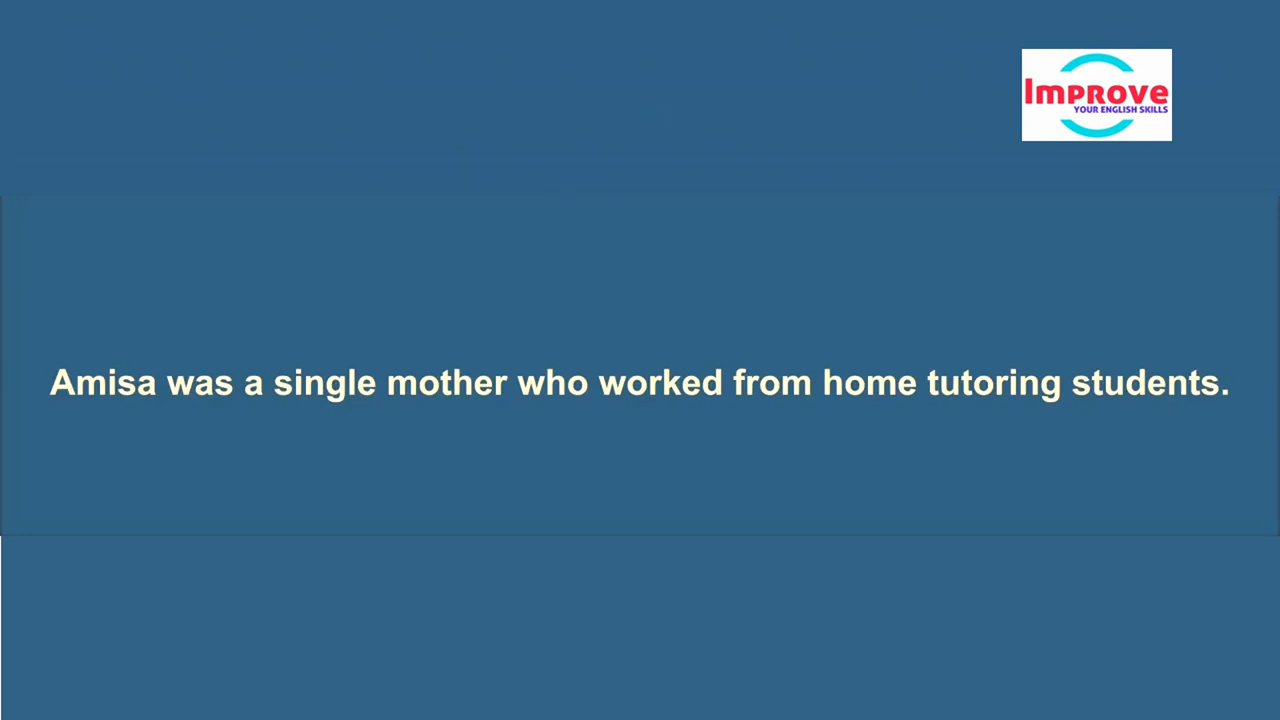 Improve
YOUR ENGLISH SKILLS
Amisa was a single mother who worked from home tutoring students.